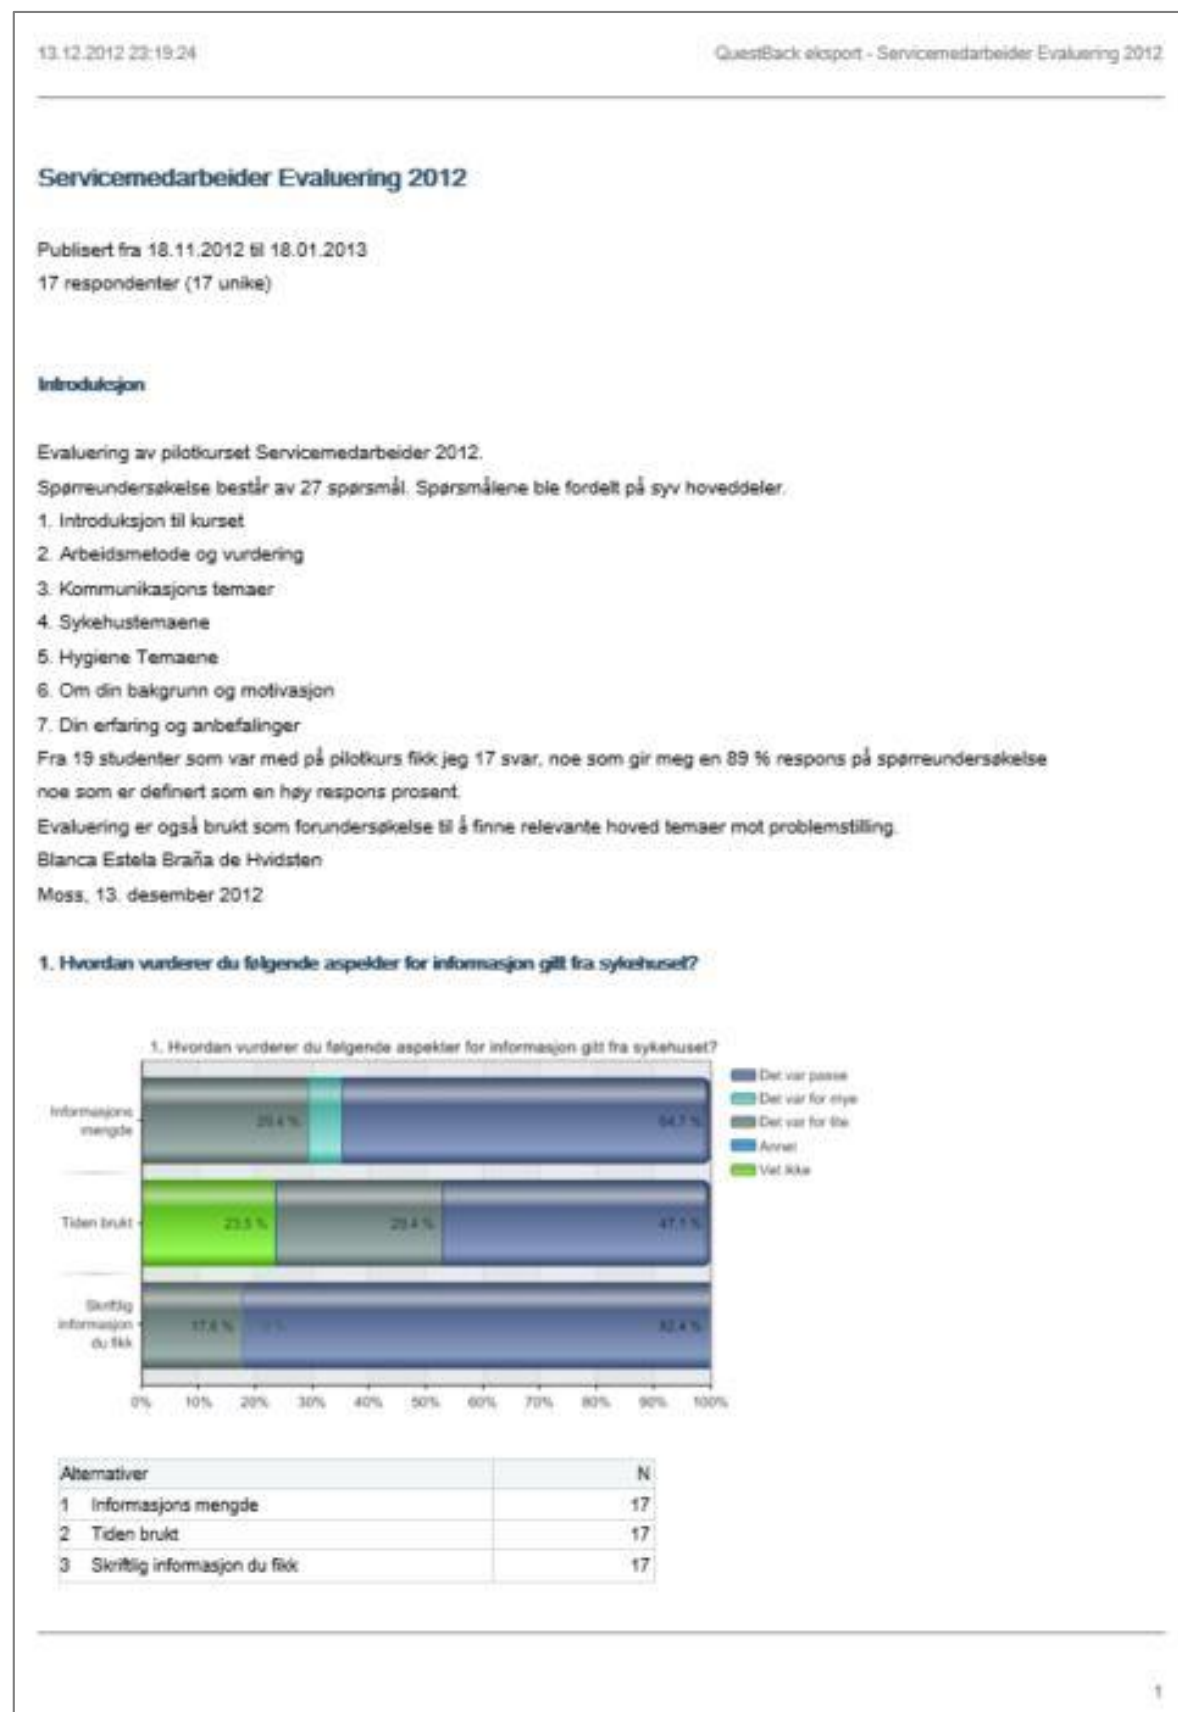 13.12.2012 23:19:24
QuestBack eksport - Servicemedarbeider Evaluering 2012
Servicemedarbeider Evaluering 2012
Publisert fra 18.11.2012 til 18.01.2013
17 respondenter (17 unike)
Introduksjon
Evaluering av pilotkurset Servicemedarbeider 2012.
Spørreundersøkelse består av 27 spørsmål. Spørsmålene ble fordelt på syv hoveddeler.
1. Introduksjon til kurset
2. Arbeidsmetode og vurdering
3. Kommunikasjons temaer
4. Sykehustemaene
5. Hygiene Temaene
6. Om din bakgrunn og motivasjon
7. Din erfaring og anbefalinger
Fra 19 studenter som var med på pilotkurs fikk jeg 17 svar, noe som gir meg en 89 % respons på spørreundersøkelse
noe som er definert som en høy respons prosent.
Evaluering er også brukt som forundersøkelse til å finne relevante hoved temaer mot problemstilling.
Blanca Estela Braña de Hvidsten
Moss, 13. desember 2012
1. Hvordan vurderer du følgende aspekter for informasjon gitt fra sykehuset?
1. Hvordan vurderer du følgende aspekter for informasjon gitt fra sykehuset?
Det var passe
Det var for mye
Det var for lite
Annet
Vet ikke
Informasjons
mengde
29.4 % 64.7 %
Tiden brukt
23.5 % 29.4 % 47.1 %
Skriftlig
informasjon
du fikk
17.6 % 82.4 %
0% 10% 20% 30% 40% 50% 60% 70% 80% 90% 100%
Alternativer N
1 Informasjons mengde 17
2 Tiden brukt 17
3 Skriftlig informasjon du fikk 17
1